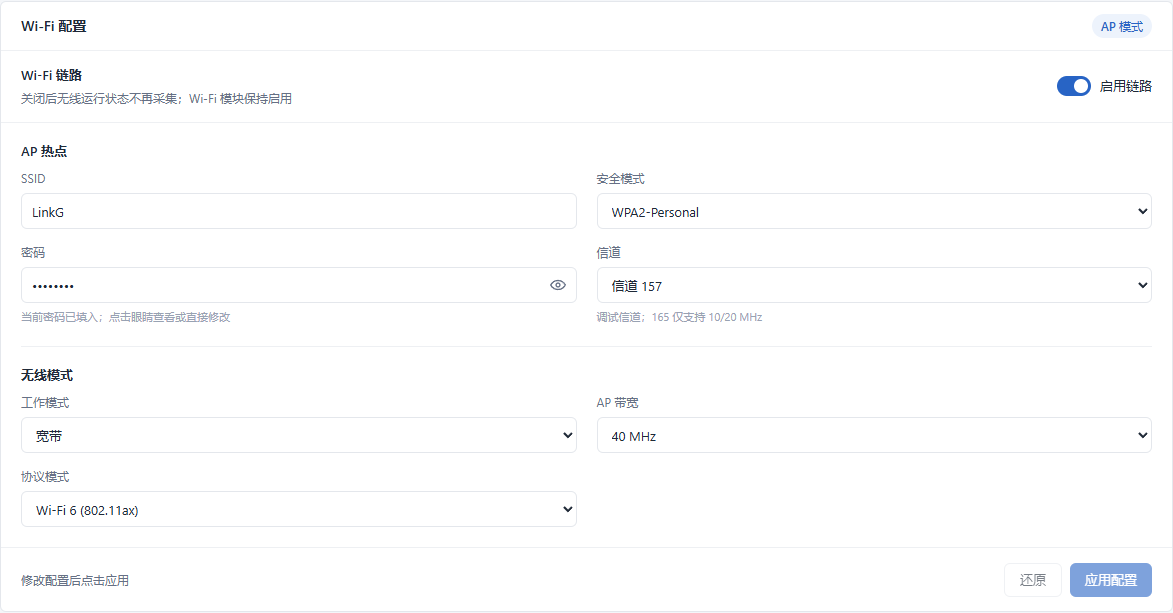 Wi-Fi 配置
AP 模式
Wi-Fi 链路
关闭后无线运行状态不再采集；Wi-Fi 模块保持启用
启用链路
AP 热点
SSID
安全模式
LinkG
WPA2-Personal
密码
信道
••••••••
信道 157
当前密码已填入；点击眼睛查看或直接修改
调试信道；165 仅支持 10/20 MHz
无线模式
工作模式
AP 带宽
宽带
40 MHz
协议模式
Wi-Fi 6 (802.11ax)
修改配置后点击应用
还原
应用配置